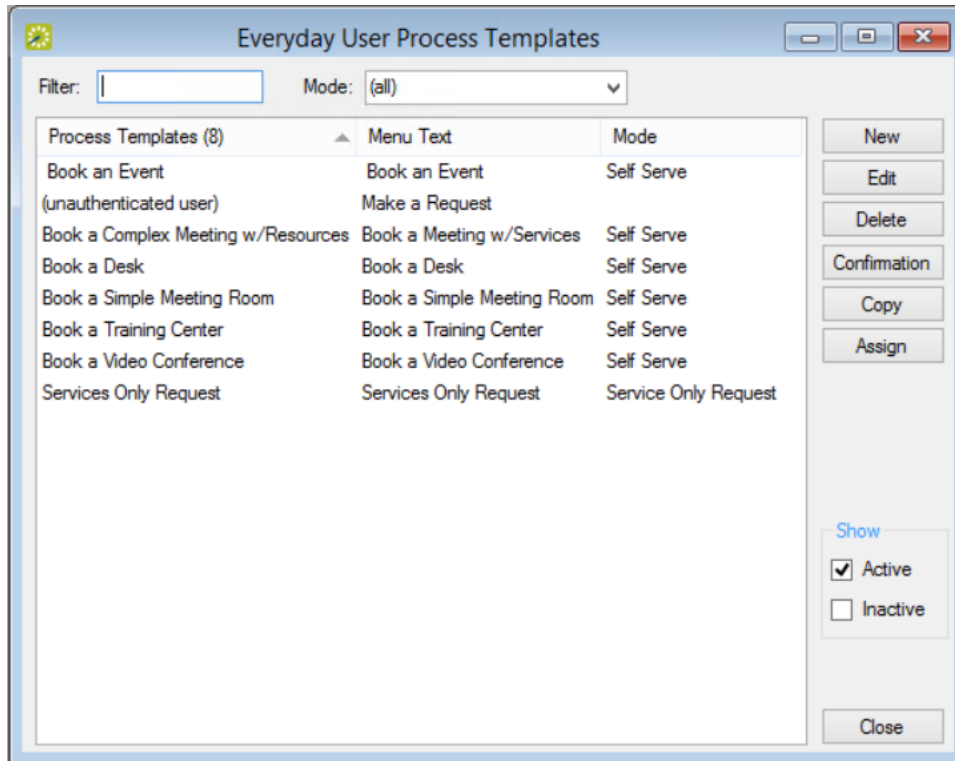 Everyday User Process Templates
Filter: Mode: (all)
Process Templates (8) Menu Text Mode New
Book an Event Book an Event Self Serve Edit
(unauthenticated user) Make a Request Delete
Book a Complex Meeting w/Resources Book a Meeting w/Services Self Serve
Book a Desk Book a Desk Self Serve Confirmation
Book a Simple Meeting Room Book a Simple Meeting Room Self Serve Copy
Book a Training Center Book a Training Center Self Serve Assign
Book a Video Conference Book a Video Conference Self Serve
Services Only Request Services Only Request Service Only Request
Show
Active
Inactive
Close